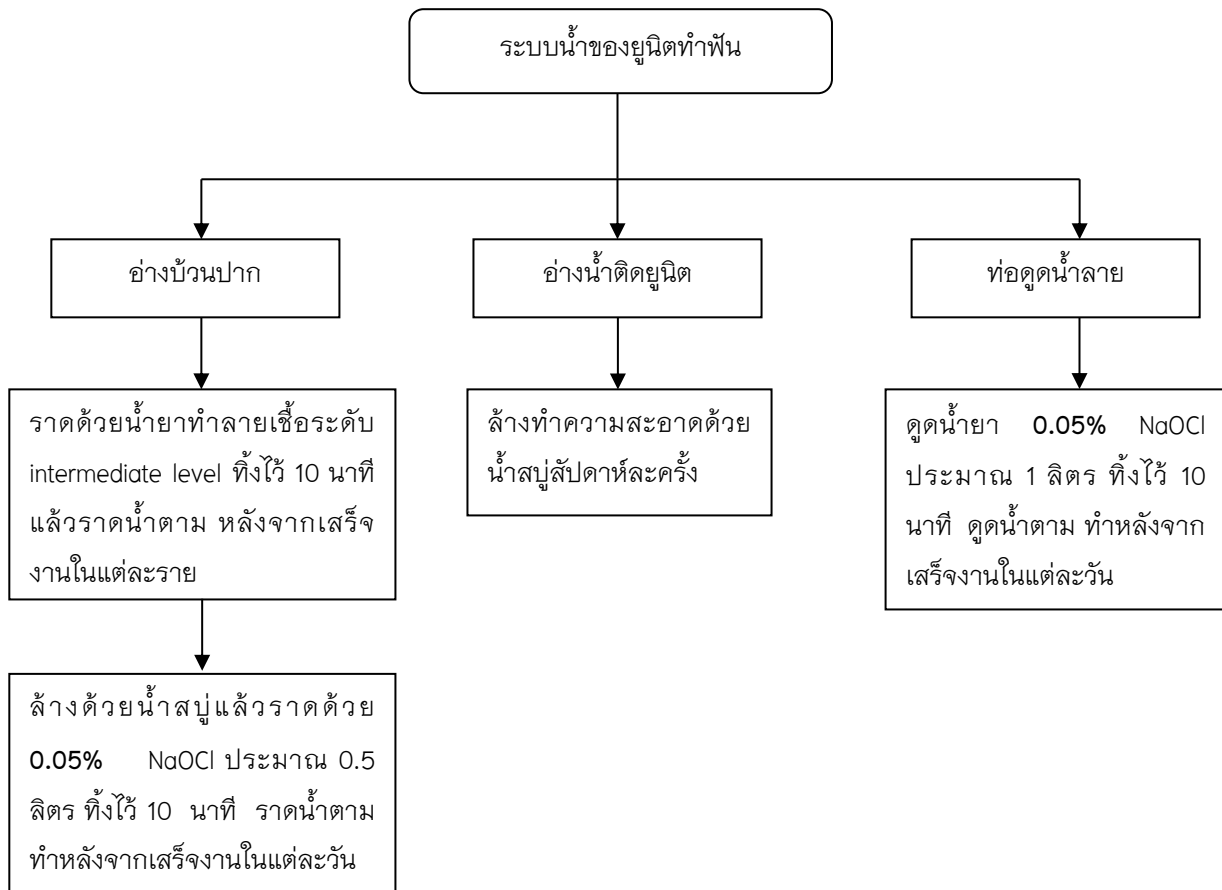 ระบบน้ำของยูนิตทำฟัน
อ่างบ้วนปาก
อ่างน้ำติดยูนิต
ท่อดูดน้ำลาย
ราดด้วยน้ำยาทำลายเชื้อระดับ
intermediate level ทิ้งไว้ 10 นาที
แล้วราดน้ำตาม หลังจากเสร็จ
งานในแต่ละราย
ล้างทำความสะอาดด้วย
น้ำสบู่สัปดาห์ละครั้ง
ดูดน้ำยา 0.05% NaOCl
ประมาณ 1 ลิตร ทิ้งไว้ 10
นาที ดูดน้ำตาม ทำหลังจาก
เสร็จงานในแต่ละวัน
ล้างด้วยน้ำสบู่แล้วราดด้วย
0.05% NaOCl ประมาณ 0.5
ลิตร ทิ้งไว้ 10 นาที ราดน้ำตาม
ทำหลังจากเสร็จงานในแต่ละวัน